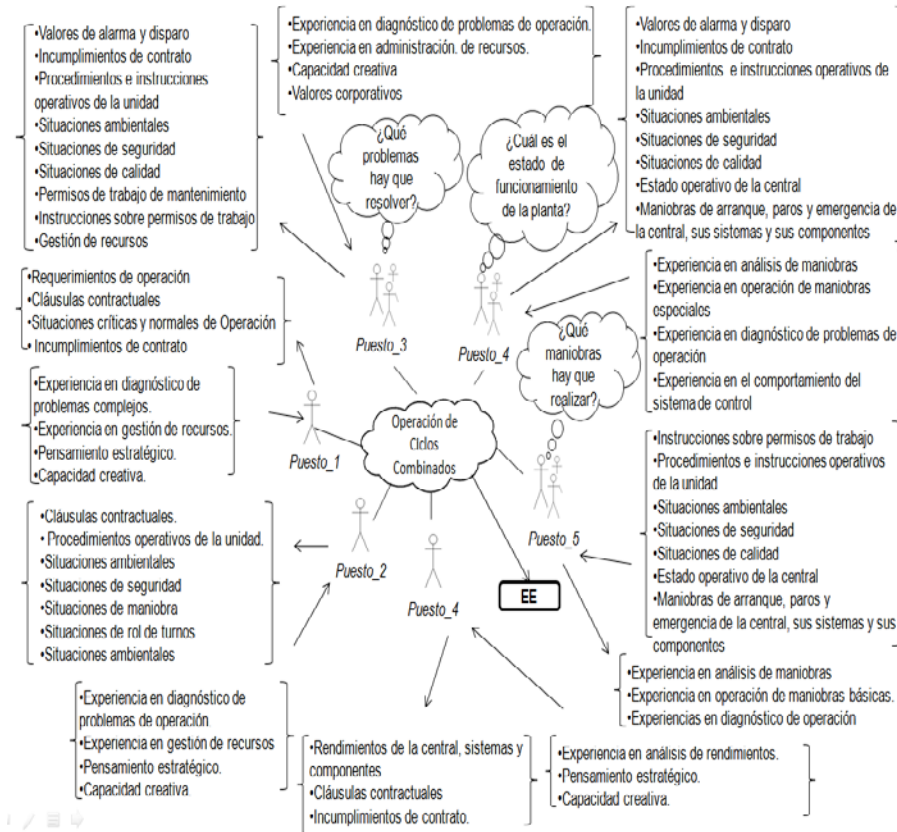 •Valores de alarma y disparo
•Incumplimientos de contrato
•Procedimientos e instrucciones
operativos de la unidad
•Situaciones ambientales
•Situaciones de seguridad
•Situaciones de calidad
•Permisos de trabajo de mantenimiento
•Instrucciones sobre permisos de trabajo
•Gestión de recursos
•Experiencia en diagnóstico de problemas de operación.
•Experiencia en administración. de recursos.
•Capacidad creativa
•Valores corporativos
•Valores de alarma y disparo
•Incumplimientos de contrato
•Procedimientos e instrucciones operativos de
la unidad
•Situaciones ambientales
•Situaciones de seguridad
•Situaciones de calidad
•Estado operativo de la central
•Maniobras de arranque, paros y emergencia de
la central, sus sistemas y sus componentes
¿Qué
problemas
hay que
resolver?
¿Cuál es el
estado de
funcionamiento
de la planta?
Puesto_3
Puesto_4
•Requerimientos de operación
•Cláusulas contractuales
•Situaciones críticas y normales de Operación
• Incumplimientos de contrato
•Experiencia en análisis de maniobras
•Experiencia en operación de maniobras
especiales
•Experiencia en diagnóstico de problemas de
operación
•Experiencia en el comportamiento del
sistema de control
¿Qué
maniobras
hay que
realizar?
•Experiencia en diagnóstico de
problemas complejos.
•Experiencia en gestión de recursos.
•Pensamiento estratégico.
•Capacidad creativa.
Puesto_1
Operación de
Ciclos
Combinados
Puesto_5
•Instrucciones sobre permisos de trabajo
•Procedimientos e instrucciones operativos
de la unidad
•Situaciones ambientales
•Situaciones de seguridad
•Situaciones de calidad
•Estado operativo de la central
•Maniobras de arranque, paros y
emergencia de la central, sus sistemas y sus
componentes
•Cláusulas contractuales.
• Procedimientos operativos de la unidad.
•Situaciones ambientales
•Situaciones de seguridad
•Situaciones de maniobra
•Situaciones de rol de turnos
•Situaciones ambientales
Puesto_2
Puesto_4
EE
•Experiencia en análisis de maniobras
•Experiencia en operación de maniobras básicas.
•Experiencias en diagnóstico de operación
•Experiencia en diagnóstico de
problemas de operación
•Experiencia en gestión de recursos
•Pensamiento estratégico.
•Capacidad creativa
•Rendimientos de la central, sistemas y
componentes
•Cláusulas contractuales
•Incumplimientos de contrato.
•Experiencia en análisis de rendimientos.
•Pensamiento estratégico.
•Capacidad creativa.